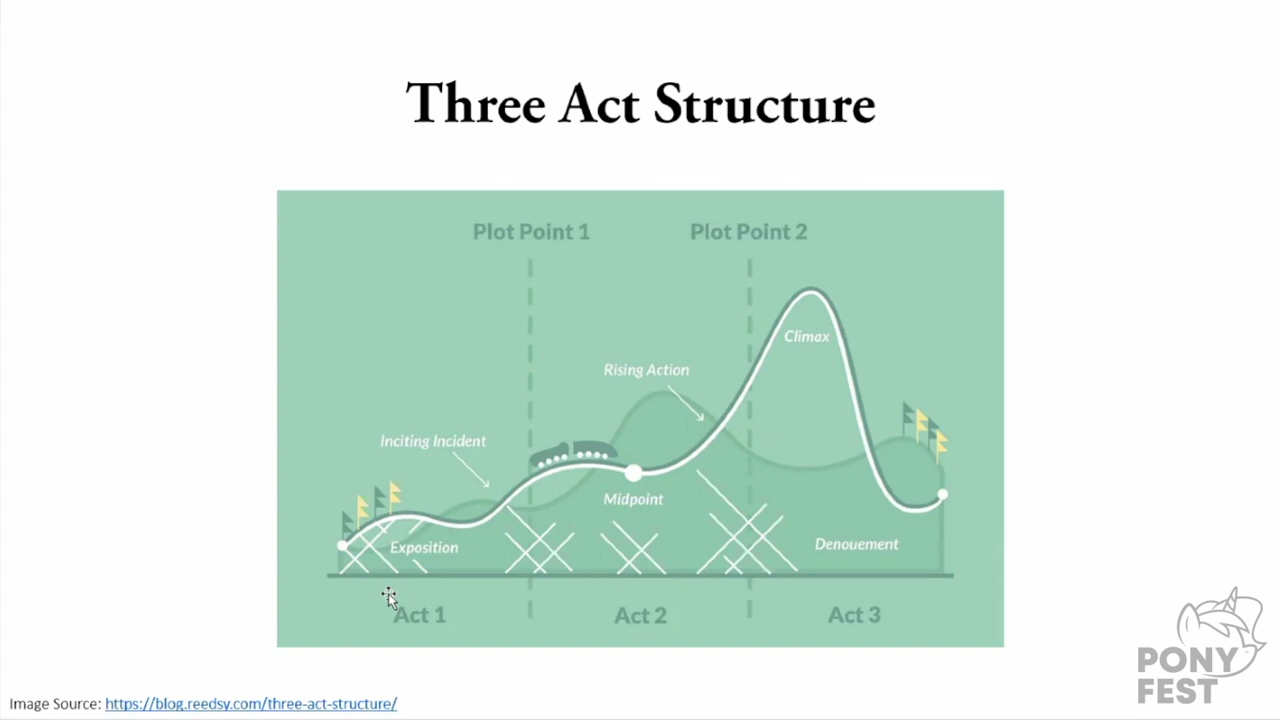 Three Act Structure
Plot Point 1
Plot Point 2
Climax
Rising Action
Inciting Incident
Midpoint
Exposition
Denouement
Act 1
Act 2
Act 3
Image Source: https://blog.reedsy.com/three-act-structure/
PONY
FEST